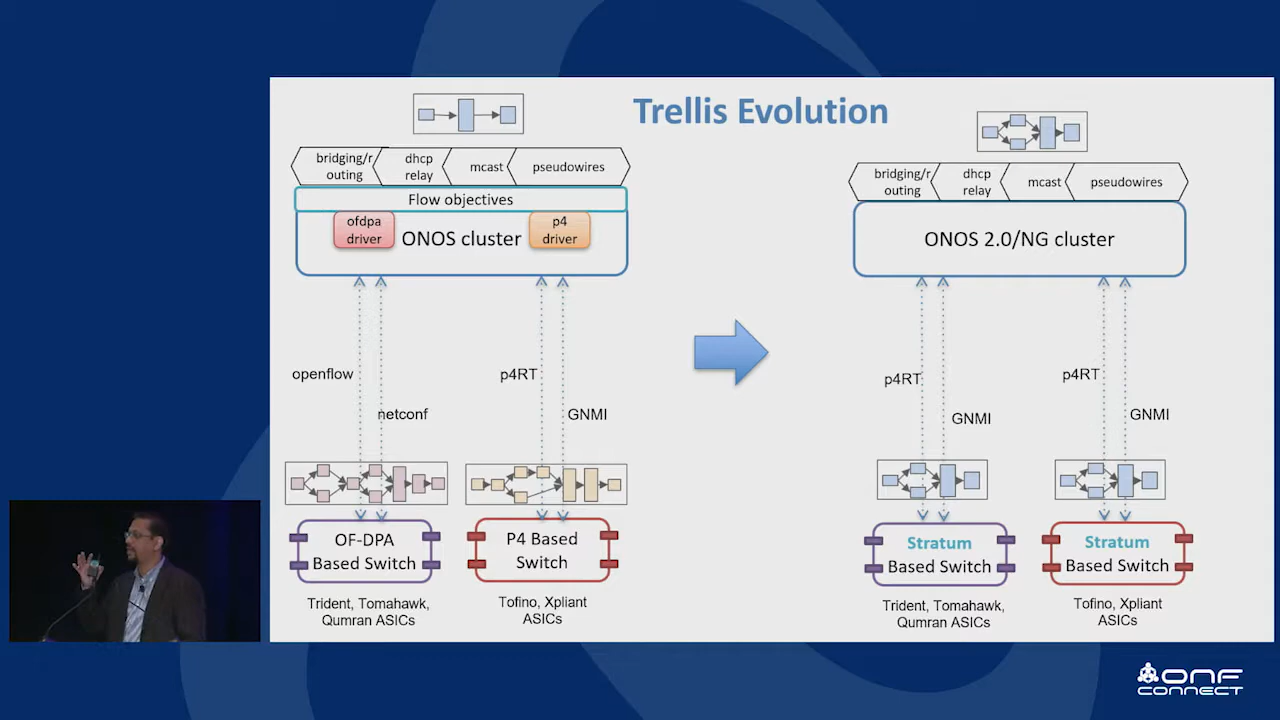 Trellis Evolution
bridging/r
outing
dhcp
relay
mcast
pseudowires
Flow objectives
ofdpa
driver
ONOS cluster
p4
driver
openflow
netconf
p4RT
GNMI
OF-DPA
Based Switch
P4 Based
Switch
Trident, Tomahawk,
Qumran ASICs
Tofino, Xpliant
ASICs
bridging/r
outing
dhcp
relay
mcast
pseudowires
ONOS 2.0/NG cluster
p4RT
GNMI
p4RT
GNMI
Stratum
Based Switch
Stratum
Based Switch
Trident, Tomahawk,
Qumran ASICs
Tofino, Xpliant
ASICs
ONF
CONNECT